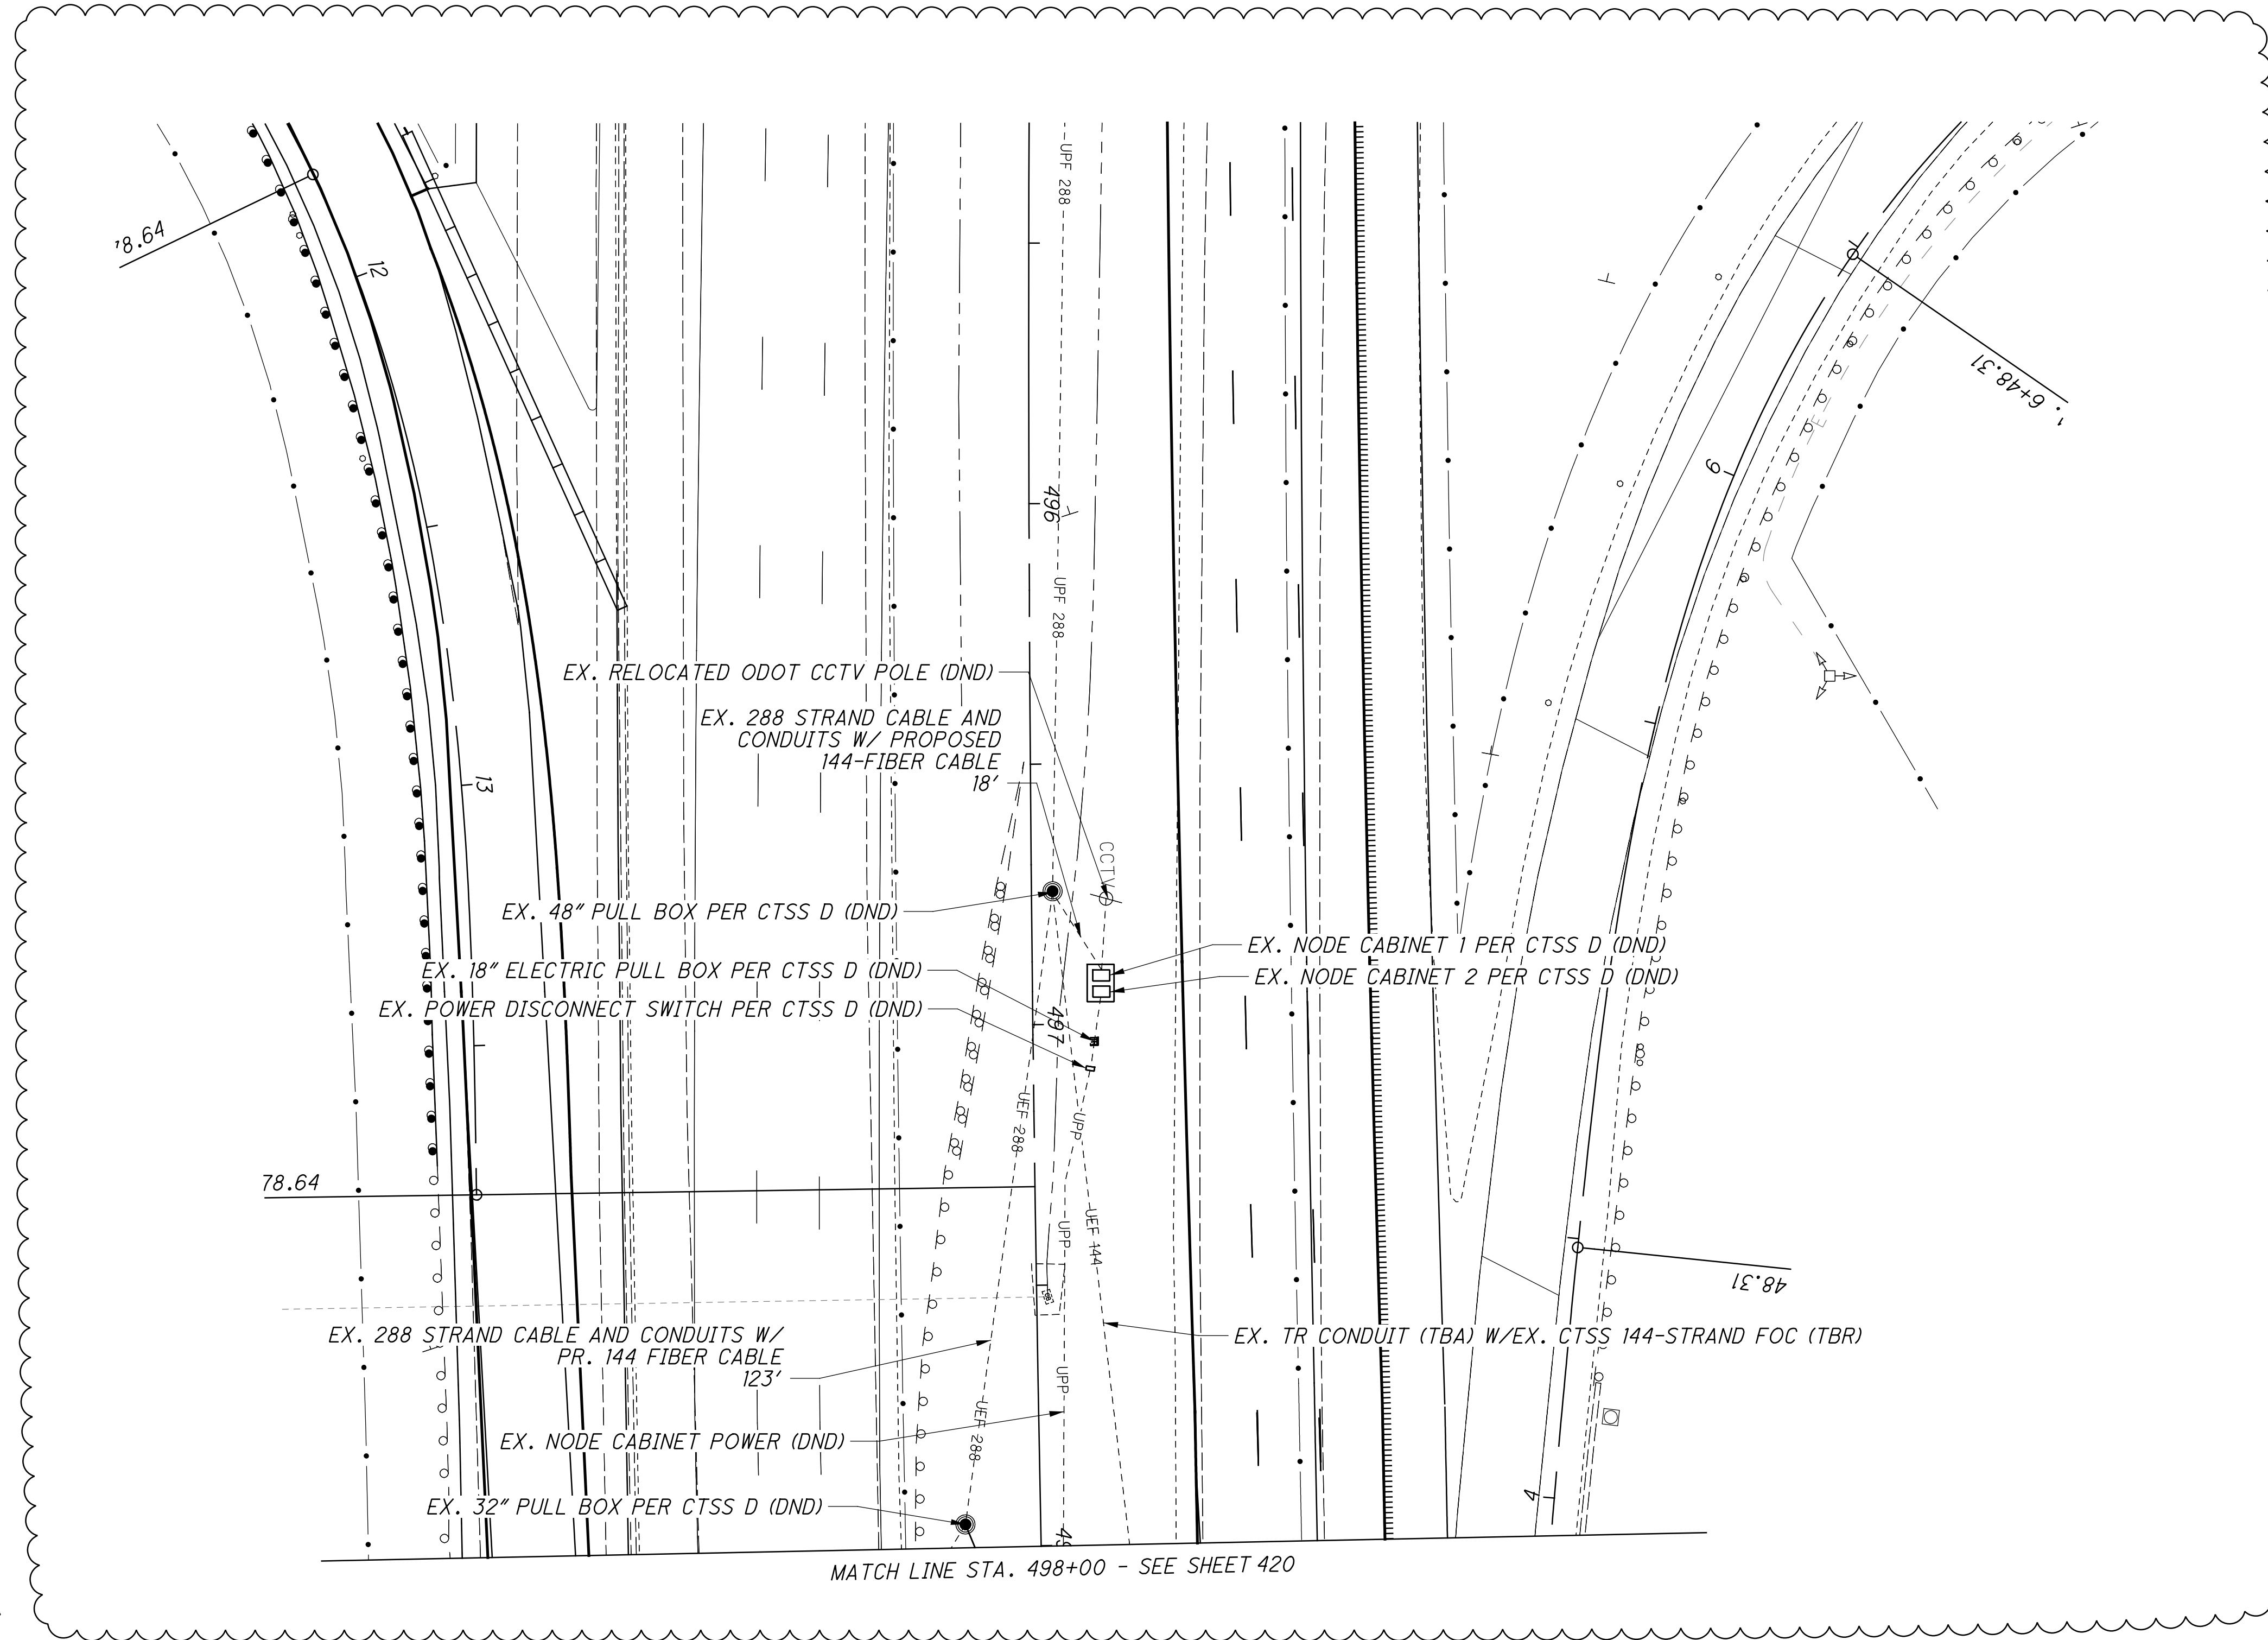 UPF 288
78.64
12
6+48.31
9
496
UPF 288
EX. RELOCATED ODOT CCTV POLE (DND)
EX. 288 STRAND CABLE AND
CONDUITS W/ PROPOSED
144-FIBER CABLE
18'
13
CCTV
EX. 48" PULL BOX PER CTSS D (DND)
EX. NODE CABINET 1 PER CTSS D (DND)
EX. 18" ELECTRIC PULL BOX PER CTSS D (DND)
EX. NODE CABINET 2 PER CTSS D (DND)
EX. POWER DISCONNECT SWITCH PER CTSS D (DND)
497
UEF 288
UPP
78.64
UPP
UEF 144
48.31
EX. 288 STRAND CABLE AND CONDUITS W/
PR. 144 FIBER CABLE
123'
EX. TR CONDUIT (TBA) W/EX. CTSS 144-STRAND FOC (TBR)
UPP
UEF 288
EX. NODE CABINET POWER (DND)
EX. 32" PULL BOX PER CTSS D (DND)
4
MATCH LINE STA. 498+00 - SEE SHEET 420